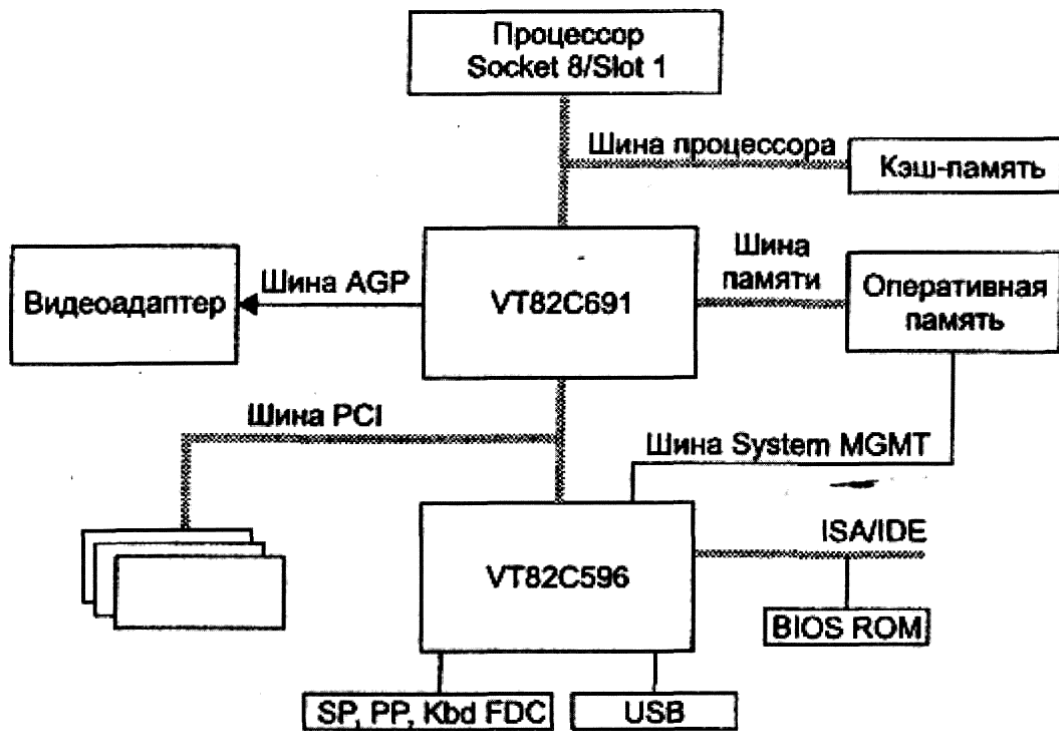 Процессор
Socket 8/Slot 1
Шина процессора
Кэш-память
Видеоадаптер
Шина AGP
VT82C691
Шина
памяти
Оперативная
память
Шина PCI
Шина System MGMT
VT82C596
ISA/IDE
BIOS ROM
SP, PP, Kbd FDC
USB